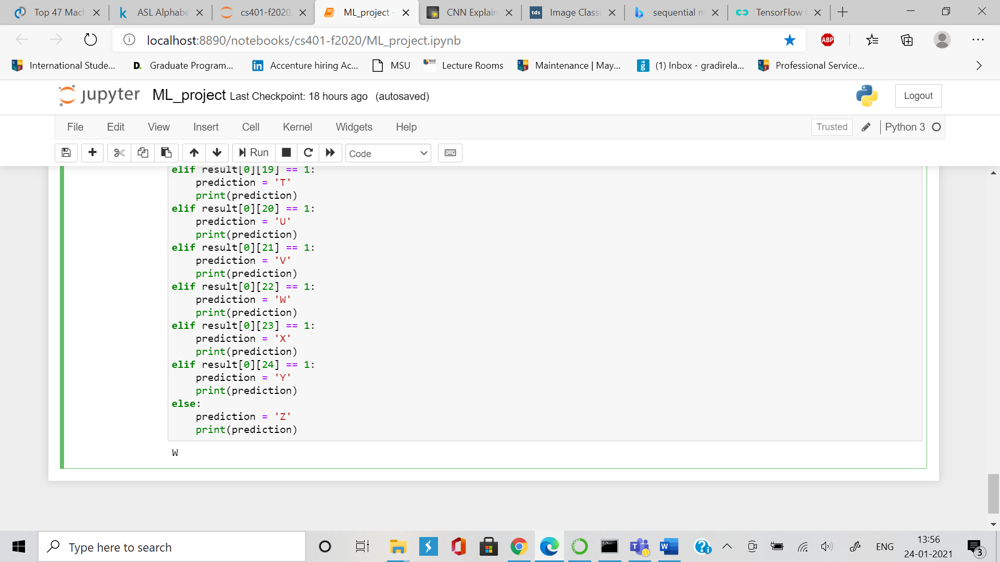 Top 47 Mach
ASL Alphabe
cs401-f2020
ML_project -
CNN Explain
Image Classi
sequential m
TensorFlow
localhost:8890/notebooks/cs401-f2020/ML_project.ipynb
ABP
International Stude...
Graduate Program...
Accenture hiring Ac...
MSU
Lecture Rooms
Maintenance | May...
(1) Inbox - gradirela...
Professional Service...
jupyter ML_project Last Checkpoint: 18 hours ago (autosaved)
Logout
File Edit View Insert Cell Kernel Widgets Help
Trusted
Python 3
Run
Code
elif result[0][19] == 1:
    prediction = 'T'
    print(prediction)
elif result[0][20] == 1:
    prediction = 'U'
    print(prediction)
elif result[0][21] == 1:
    prediction = 'V'
    print(prediction)
elif result[0][22] == 1:
    prediction = 'W'
    print(prediction)
elif result[0][23] == 1:
    prediction = 'X'
    print(prediction)
elif result[0][24] == 1:
    prediction = 'Y'
    print(prediction)
else:
    prediction = 'Z'
    print(prediction)
W
Type here to search
ENG
13:56
24-01-2021
3